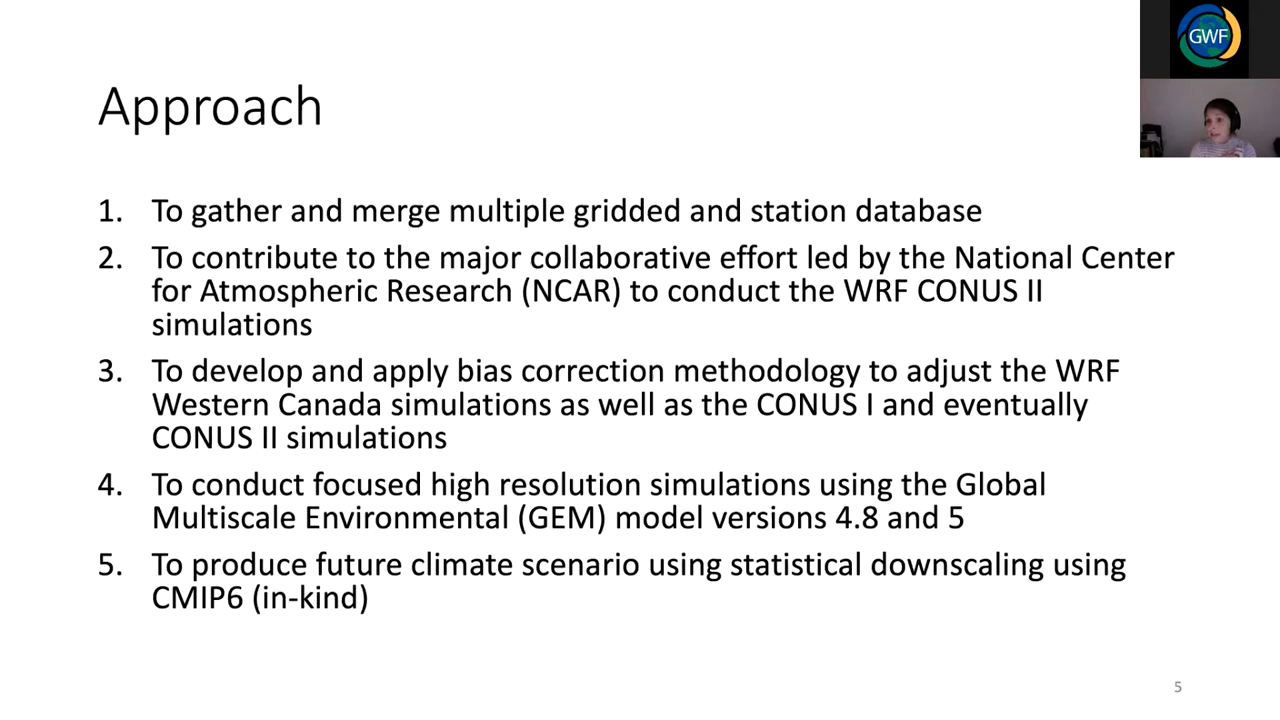 GWF
Approach
1. To gather and merge multiple gridded and station database
2. To contribute to the major collaborative effort led by the National Center
for Atmospheric Research (NCAR) to conduct the WRF CONUS II
simulations
3. To develop and apply bias correction methodology to adjust the WRF
Western Canada simulations as well as the CONUS I and eventually
CONUS II simulations
4. To conduct focused high resolution simulations using the Global
Multiscale Environmental (GEM) model versions 4.8 and 5
5. To produce future climate scenario using statistical downscaling using
CMIP6 (in-kind)
5